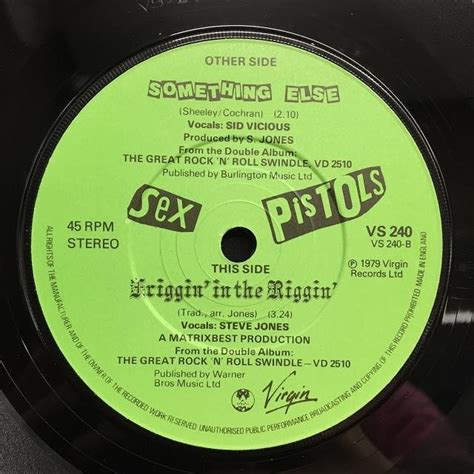 OTHER SIDE
SOMETHING ELSE
(Sheeley/Cochran) (2.10)
Vocals: SID VICIOUS
Produced by S. JONES
From the Double Album:
THE GREAT ROCK 'N' ROLL SWINDLE, VD 2510
Published by Burlington Music Ltd
Sex PiSTOLS
45 RPM
STEREO
VS 240
VS 240-B
℗ 1979 Virgin
Records Ltd
THIS SIDE
Friggin' in the Riggin'
(Trad., arr. Jones) (3.24)
Vocals: STEVE JONES
A MATRIXBEST PRODUCTION
From the Double Album:
THE GREAT ROCK 'N' ROLL SWINDLE—VD 2510
Published by Warner
Bros Music Ltd
Virgin
ALL RIGHTS OF THE MANUFACTURER AND OF THE OWNER OF THE RECORDED WORK RESERVED UNAUTHORISED PUBLIC PERFORMANCE BROADCASTING AND COPYING OF THIS RECORD PROHIBITED MADE IN ENGLAND